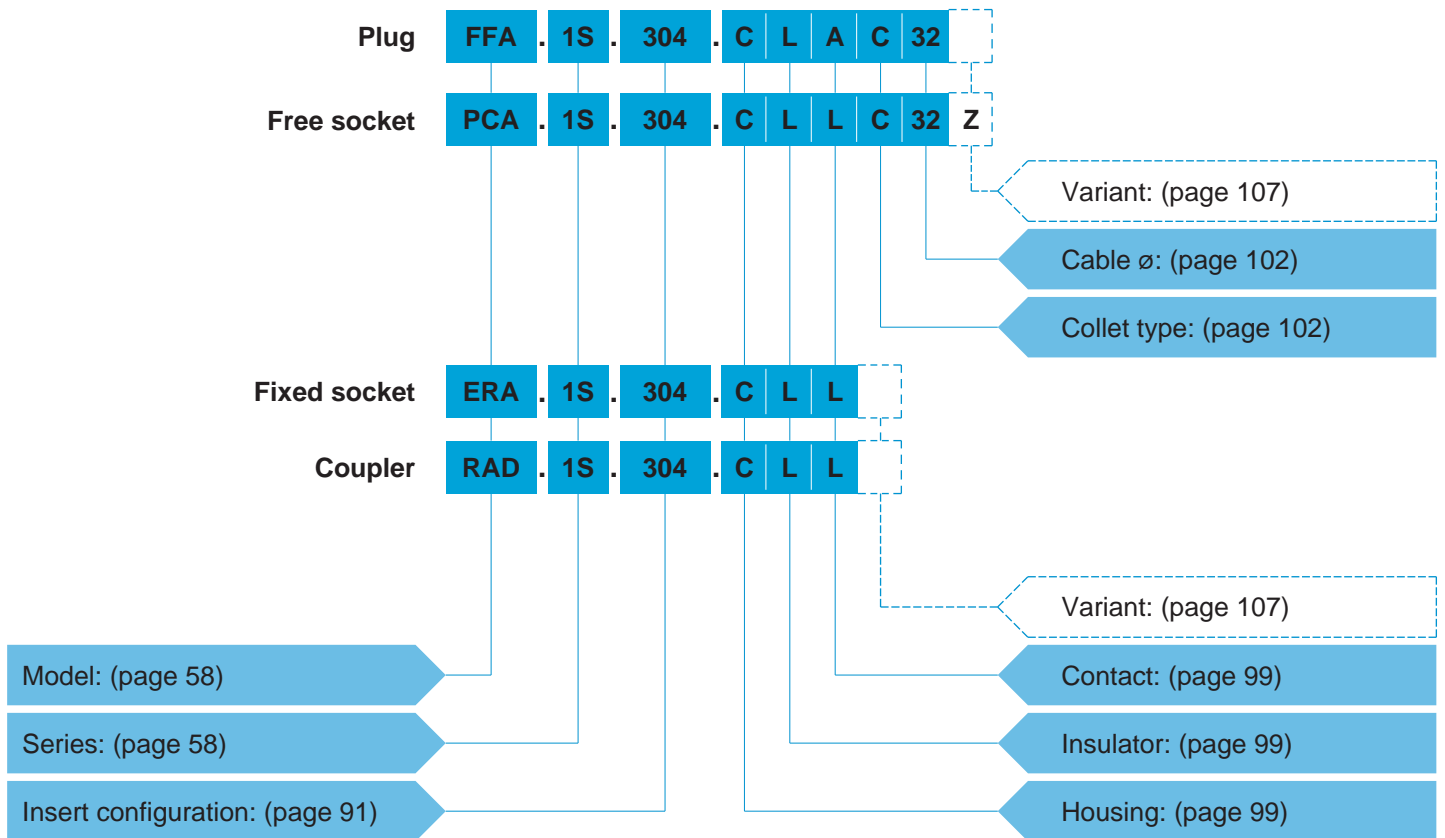 Plug FFA . 1S . 304 . C L A C 32
Free socket PCA . 1S . 304 . C L L C 32 Z
Variant: (page 107)
Cable ø: (page 102)
Collet type: (page 102)
Fixed socket ERA . 1S . 304 . C L L
Coupler RAD . 1S . 304 . C L L
Variant: (page 107)
Model: (page 58) Contact: (page 99)
Series: (page 58) Insulator: (page 99)
Insert configuration: (page 91) Housing: (page 99)